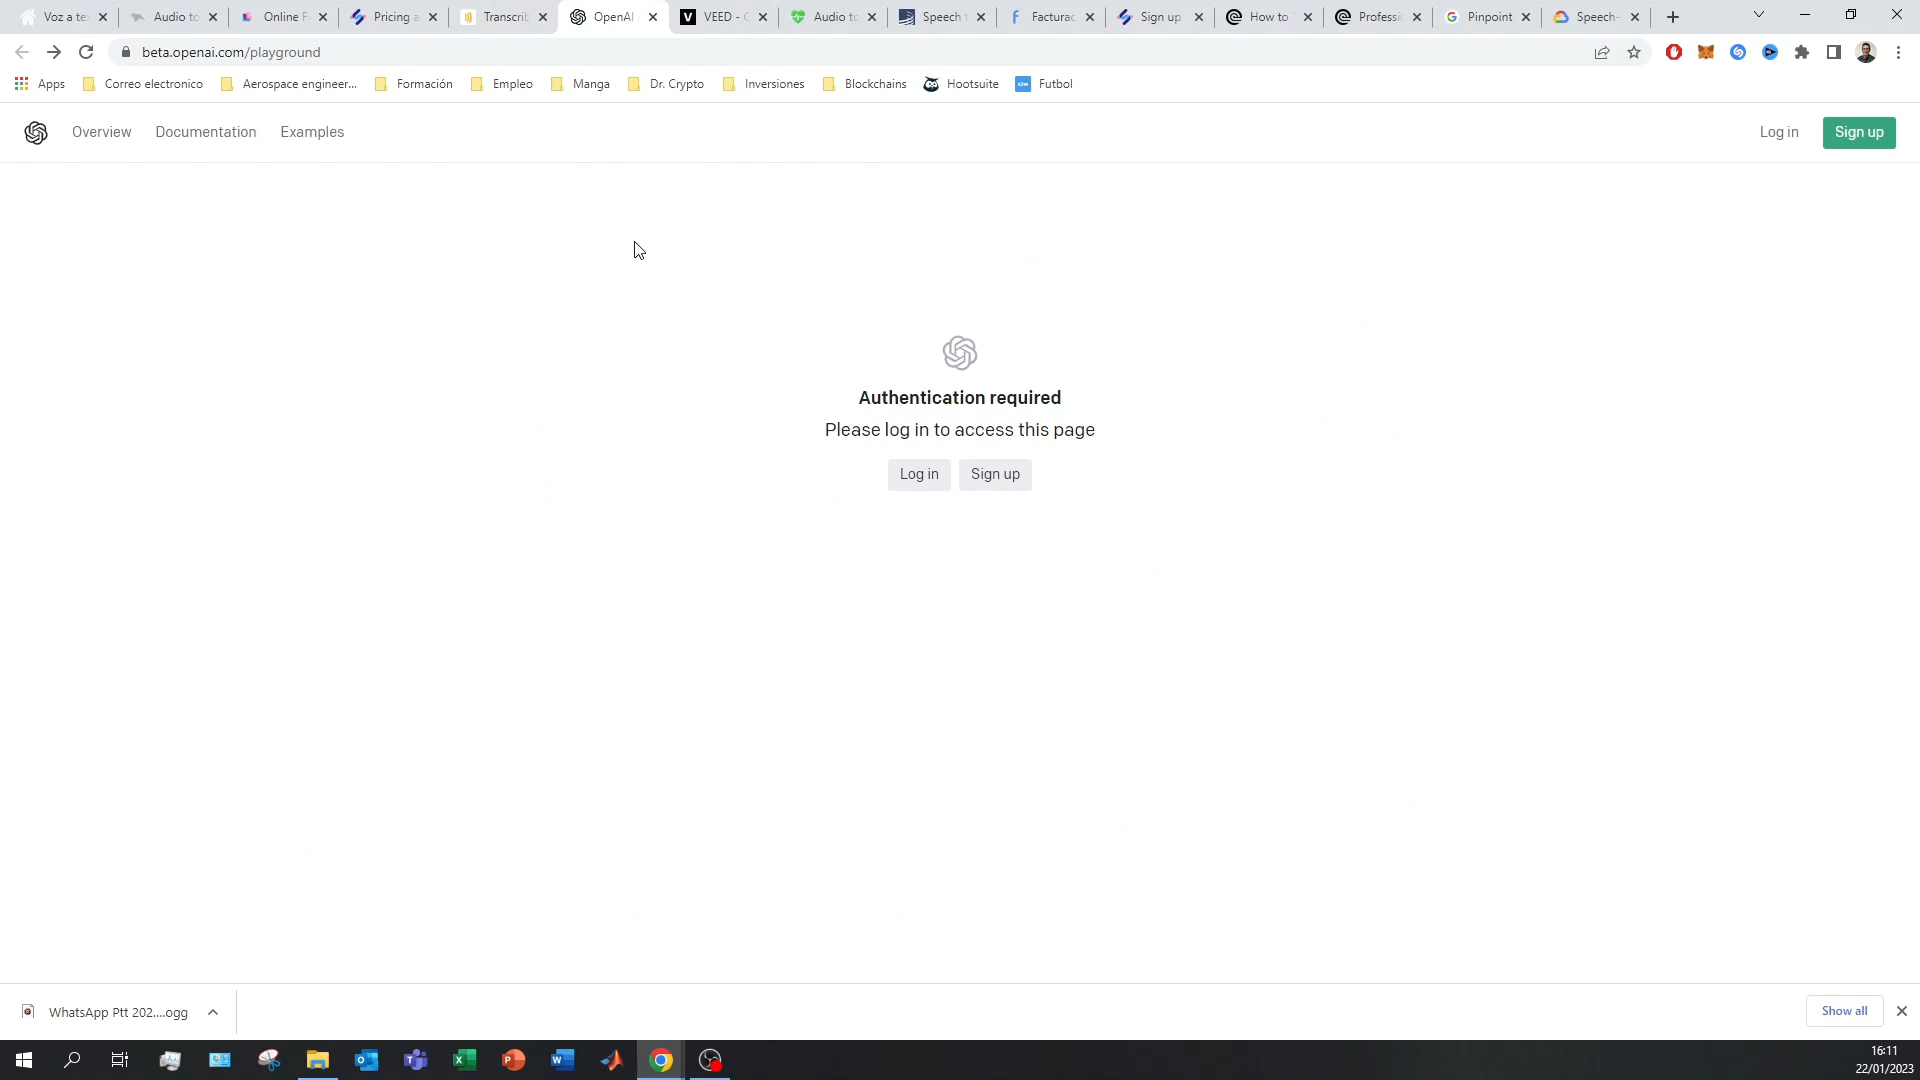 Voz a te
Audio to
Online F
Pricing a
Transcrib
OpenAI
VEED - C
Audio to
Speech t
Facturac
Sign up
How to T
Professio
Pinpoint
Speech-
beta.openai.com/playground
Apps
Correo electronico
Aerospace engineer...
Formación
Empleo
Manga
Dr. Crypto
Inversiones
Blockchains
Hootsuite
Futbol
Overview
Documentation
Examples
Log in
Sign up
Authentication required
Please log in to access this page
Log in
Sign up
WhatsApp Ptt 202....ogg
Show all
16:11
22/01/2023